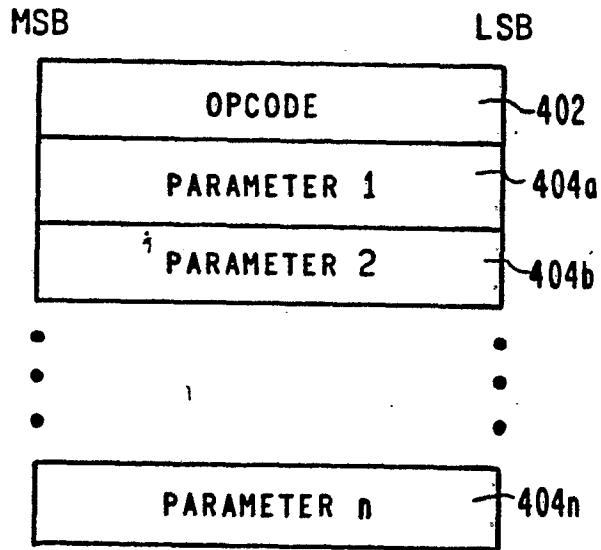 MSB LSB
OPCODE 402
PARAMETER 1 404a
PARAMETER 2 404b
PARAMETER n 404n